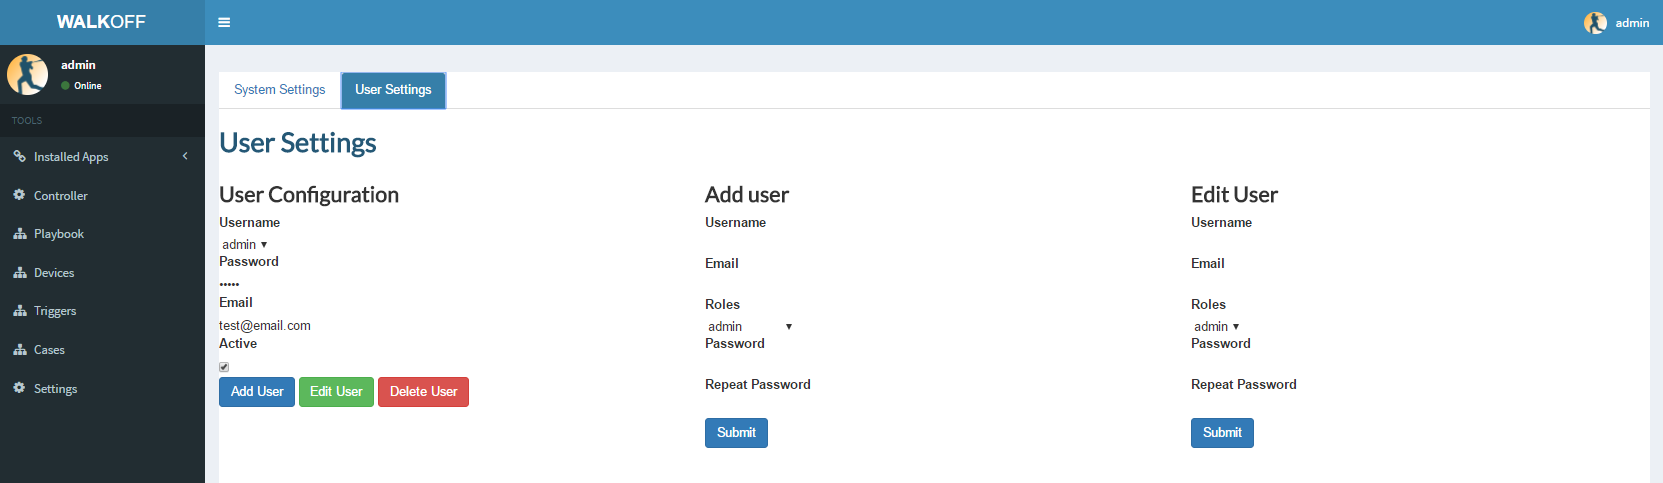 WALKOFF
admin
admin
Online
TOOLS
Installed Apps
Controller
Playbook
Devices
Triggers
Cases
Settings
System Settings
User Settings
User Settings
User Configuration
Username
admin
Password
•••••
Email
test@email.com
Active
Add User
Edit User
Delete User
Add user
Username
Email
Roles
admin
Password
Repeat Password
Submit
Edit User
Username
Email
Roles
admin
Password
Repeat Password
Submit